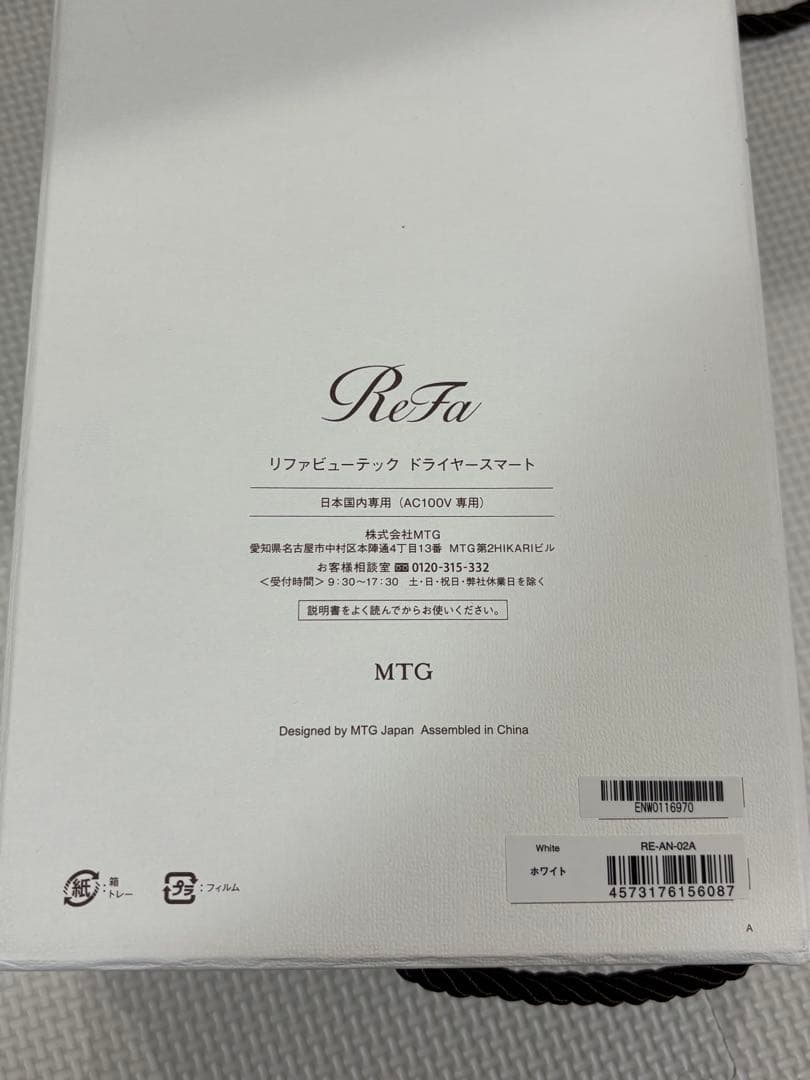 ReFa
リファビューテック ドライヤースマート
日本国内専用（AC100V 専用）
株式会社MTG
愛知県名古屋市中村区本陣通4丁目13番 MTG第2HIKARIビル
お客様相談室 0120-315-332
＜受付時間＞9:30〜17:30 土・日・祝日・弊社休業日を除く
説明書をよく読んでからお使いください。
MTG
Designed by MTG Japan Assembled in China
ENW0116970
White RE-AN-02A
ホワイト
4573176156087
紙:箱
トレー
プラ:フィルム
A